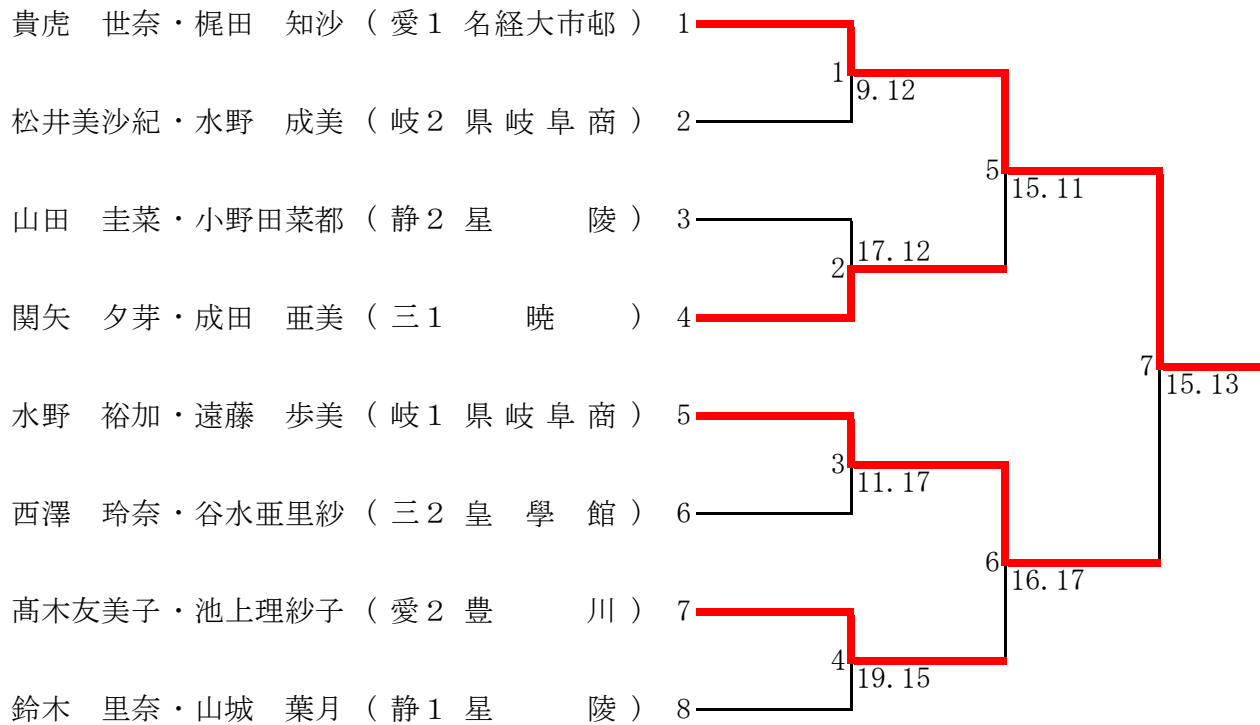 貴虎　世奈・梶田　知沙（愛1 名経大市邨） 1
1
9.12
松井美沙紀・水野　成美（岐2 県岐阜商） 2
5
15.11
山田　圭菜・小野田菜都（静2 星　陵） 3
17.12
2
関矢　夕芽・成田　亜美（三1 暁） 4
7
15.13
水野　裕加・遠藤　歩美（岐1 県岐阜商） 5
3
11.17
西澤　玲奈・谷水亜里紗（三2 皇學館） 6
6
16.17
髙木友美子・池上理紗子（愛2 豊　川） 7
4
19.15
鈴木　里奈・山城　葉月（静1 星　陵） 8